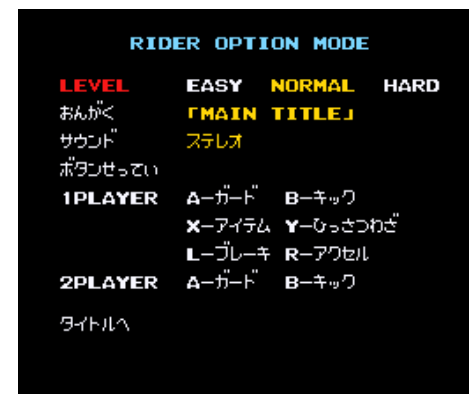 RIDER OPTION MODE
LEVEL EASY NORMAL HARD
おんがく 「MAIN TITLE」
サウンド ステレオ
ボタンせってい
1PLAYER A-ガード B-キック
X-アイテム Y-ひっさつわざ
L-ブレーキ R-アクセル
2PLAYER A-ガード B-キック
タイトルへ